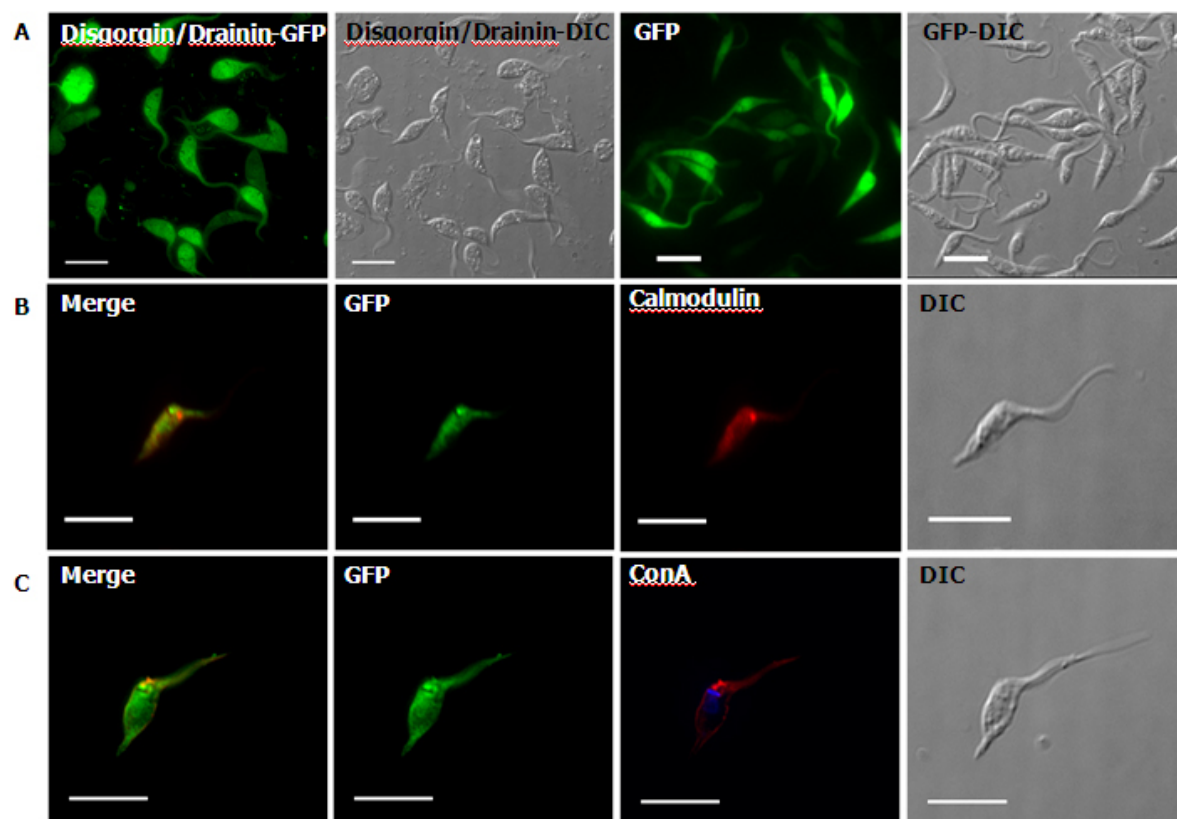 A Disgorgin/Drainin-GFP Disgorgin/Drainin-DIC GFP GFP-DIC
B Merge GFP Calmodulin DIC
C Merge GFP ConA DIC